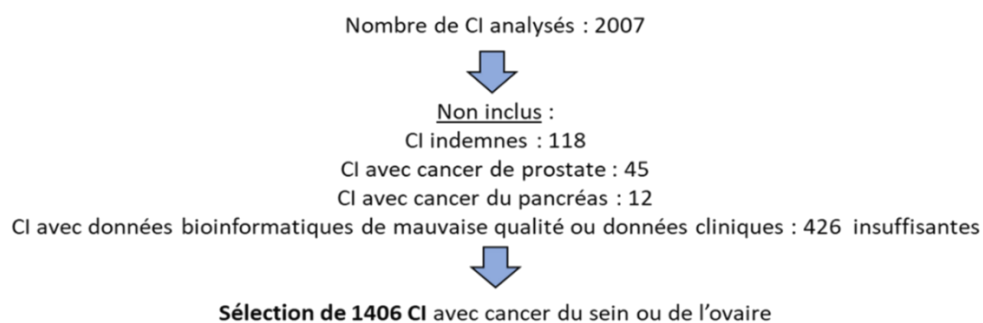 Nombre de CI analysés : 2007
Non inclus :
CI indemnes : 118
CI avec cancer de prostate : 45
CI avec cancer du pancréas : 12
CI avec données bioinformatiques de mauvaise qualité ou données cliniques : 426 insuffisantes
Sélection de 1406 CI avec cancer du sein ou de l'ovaire